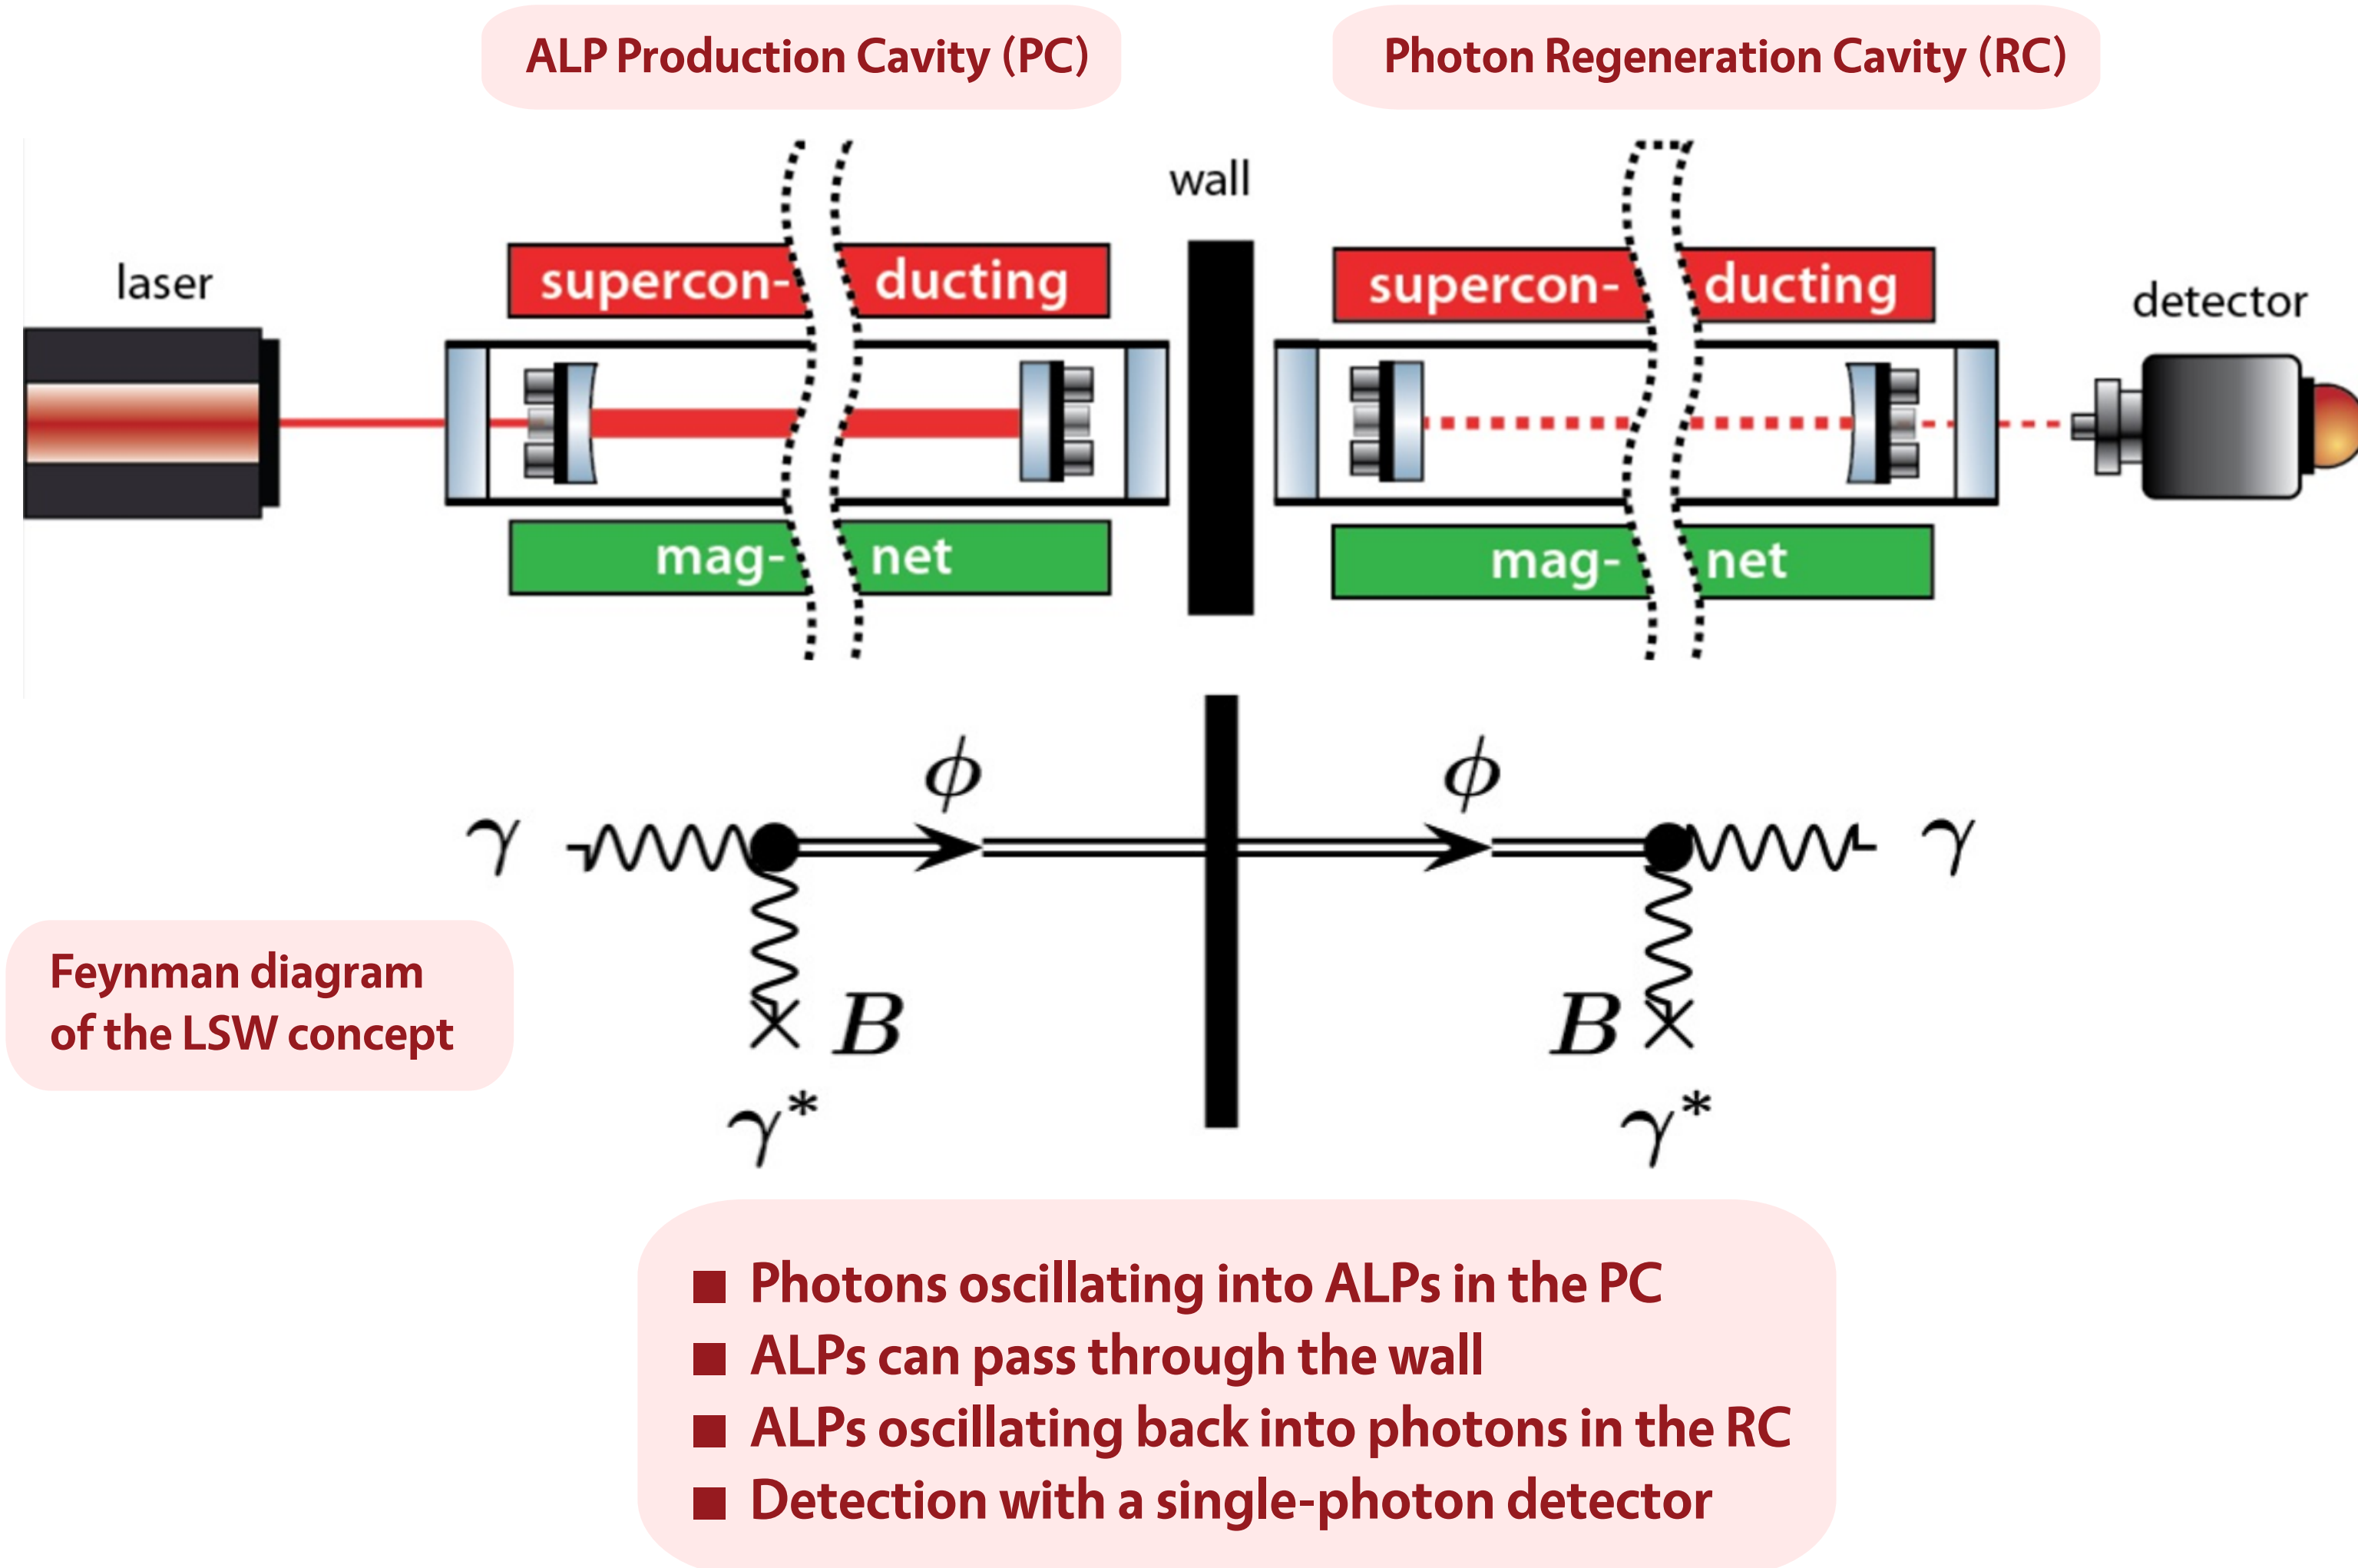 ALP Production Cavity (PC)
Photon Regeneration Cavity (RC)
wall
laser
supercon- ducting
supercon- ducting
detector
mag- net
mag- net
ϕ
ϕ
γ
γ
Feynman diagram
of the LSW concept
B
B
γ*
γ*
Photons oscillating into ALPs in the PC
ALPs can pass through the wall
ALPs oscillating back into photons in the RC
Detection with a single-photon detector